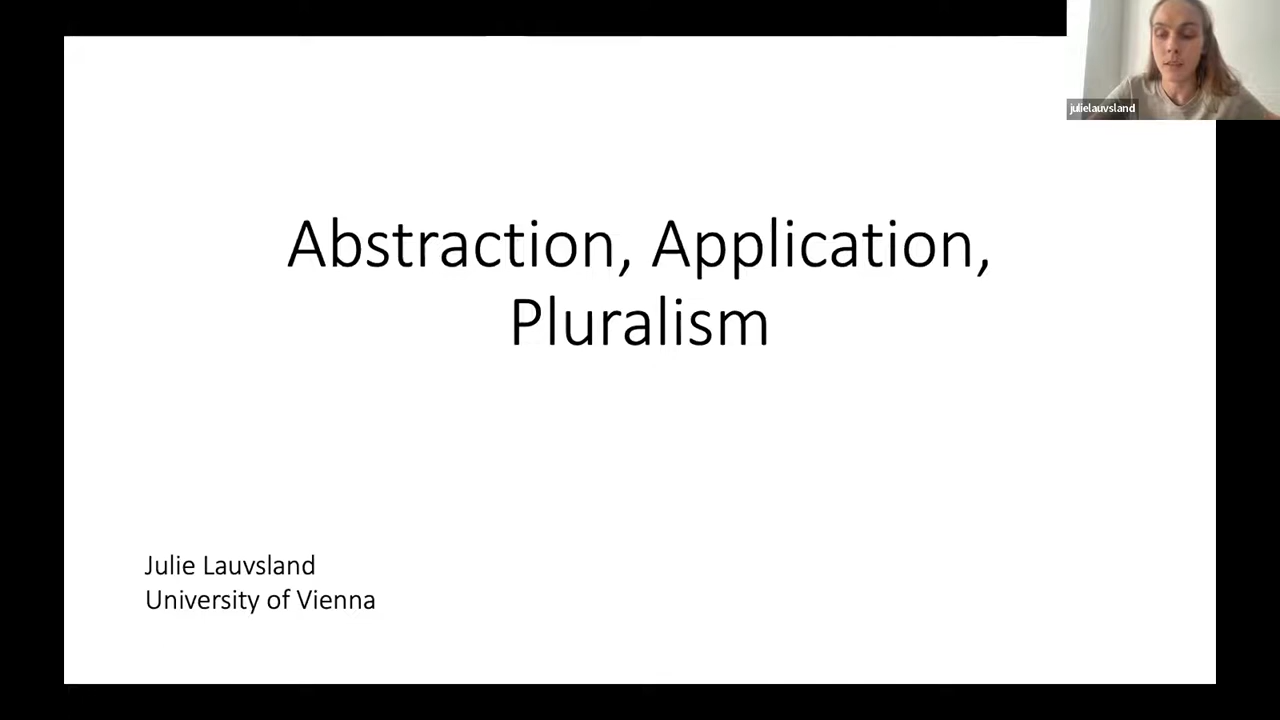 julielauvsland
Abstraction, Application,
Pluralism
Julie Lauvsland
University of Vienna